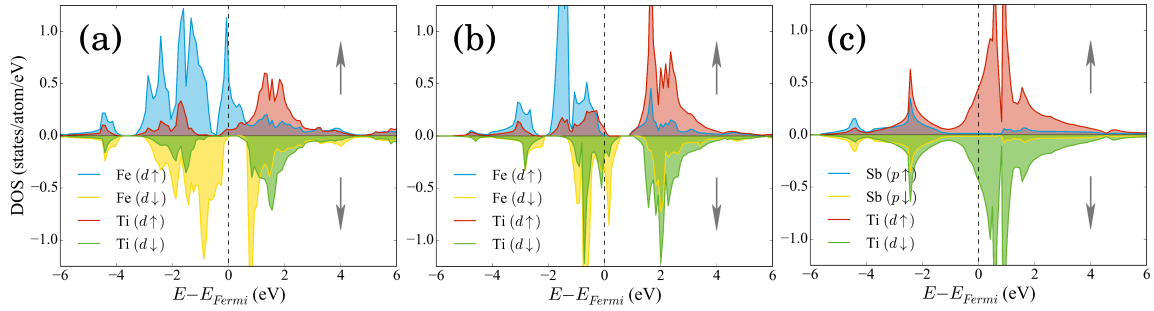 (a)
(b)
(c)
DOS (states/atom/eV)
1.0
0.5
0.0
−0.5
−1.0
Fe (d↑)
Fe (d↓)
Ti (d↑)
Ti (d↓)
−6 −4 −2 0 2 4 6
E−E_Fermi (eV)
1.0
0.5
0.0
−0.5
−1.0
Fe (d↑)
Fe (d↓)
Ti (d↑)
Ti (d↓)
−6 −4 −2 0 2 4 6
E−E_Fermi (eV)
1.0
0.5
0.0
−0.5
−1.0
Sb (p↑)
Sb (p↓)
Ti (d↑)
Ti (d↓)
−6 −4 −2 0 2 4 6
E−E_Fermi (eV)